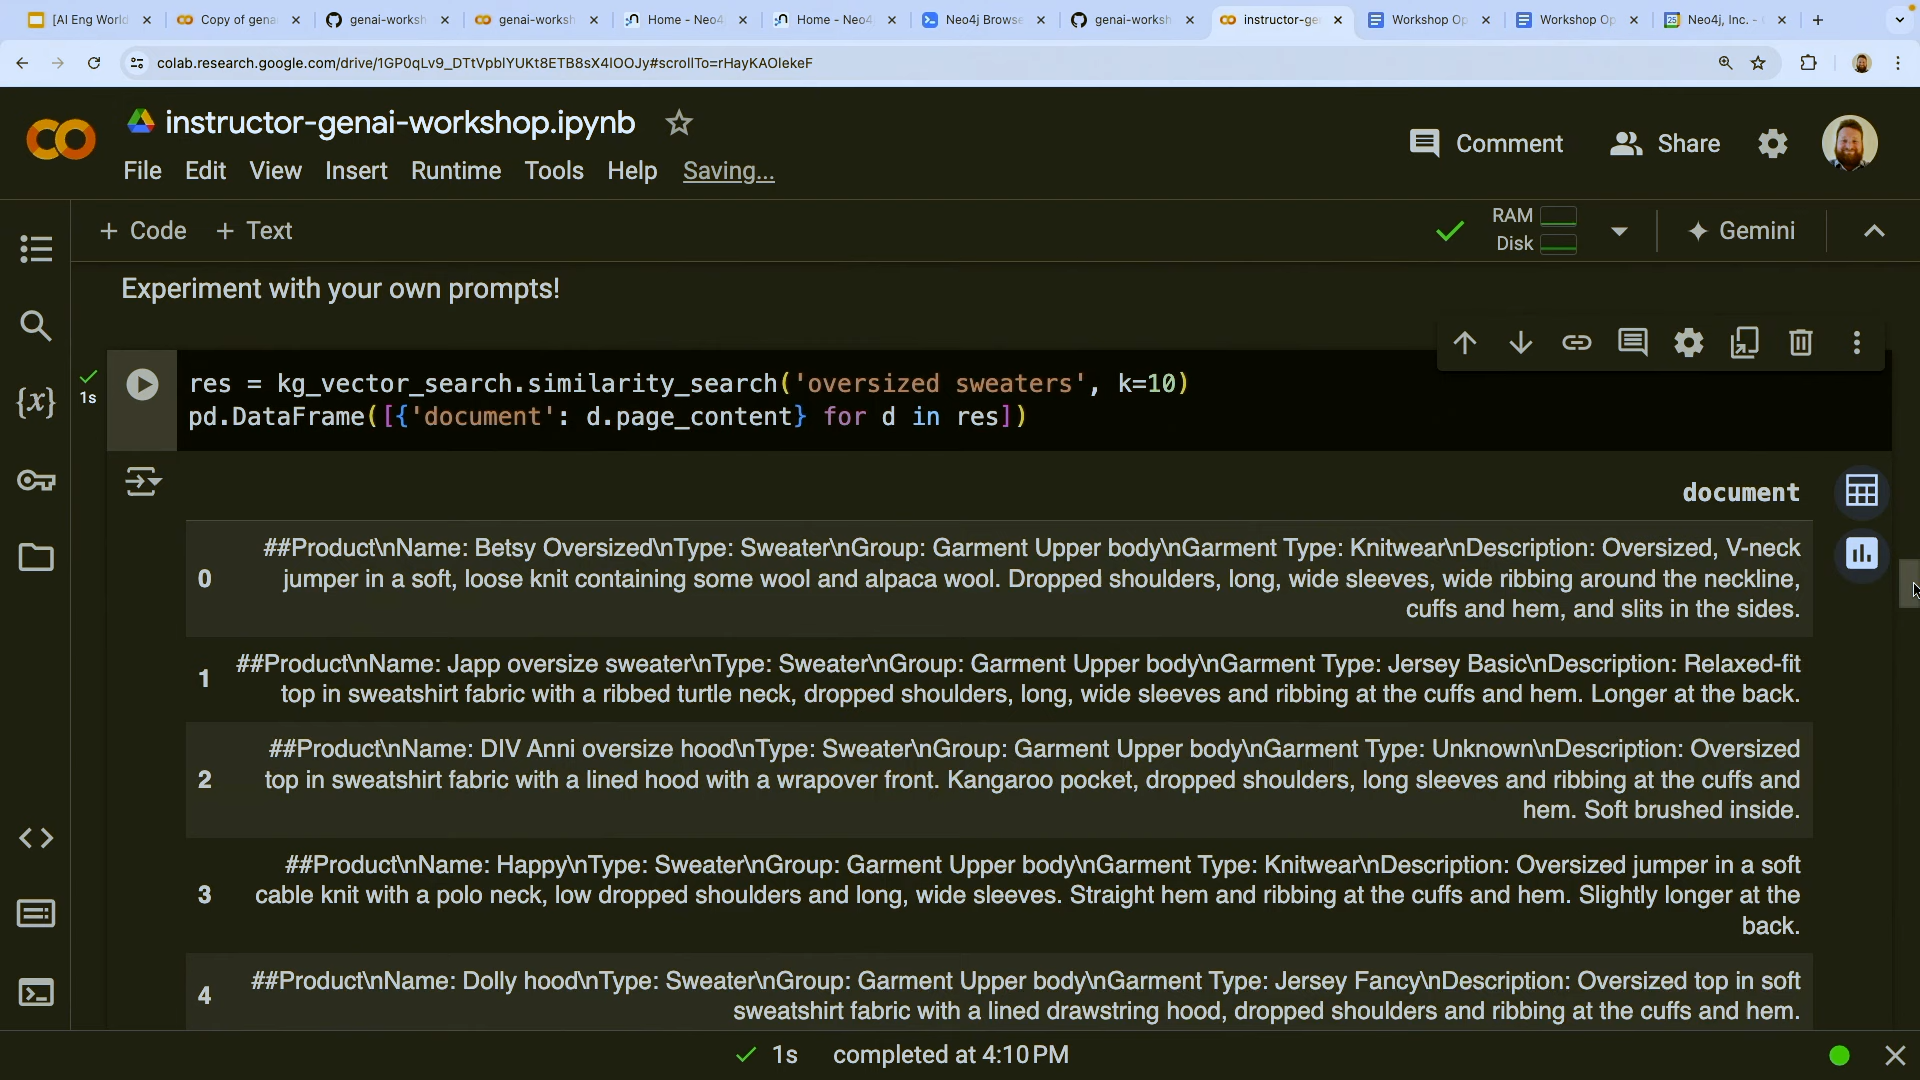 [AI Eng World
Copy of gena
genai-worksh
genai-worksh
Home - Neo4
Home - Neo4
Neo4j Browse
genai-worksh
instructor-ge
Workshop Op
Workshop Op
25
Neo4j, Inc. -
colab.research.google.com/drive/1GP0qLv9_DTtVpblYUKt8ETB8sX4lOOJy#scrollTo=rHayKAOlekeF
instructor-genai-workshop.ipynb
Comment
Share
File Edit View Insert Runtime Tools Help Saving...
+ Code + Text
RAM
Disk
Gemini
Experiment with your own prompts!
1s
res = kg_vector_search.similarity_search('oversized sweaters', k=10)
pd.DataFrame([{'document': d.page_content} for d in res])
document
0
##Product\nName: Betsy Oversized\nType: Sweater\nGroup: Garment Upper body\nGarment Type: Knitwear\nDescription: Oversized, V-neck
jumper in a soft, loose knit containing some wool and alpaca wool. Dropped shoulders, long, wide sleeves, wide ribbing around the neckline,
cuffs and hem, and slits in the sides.
1
##Product\nName: Japp oversize sweater\nType: Sweater\nGroup: Garment Upper body\nGarment Type: Jersey Basic\nDescription: Relaxed-fit
top in sweatshirt fabric with a ribbed turtle neck, dropped shoulders, long, wide sleeves and ribbing at the cuffs and hem. Longer at the back.
2
##Product\nName: DIV Anni oversize hood\nType: Sweater\nGroup: Garment Upper body\nGarment Type: Unknown\nDescription: Oversized
top in sweatshirt fabric with a lined hood with a wrapover front. Kangaroo pocket, dropped shoulders, long sleeves and ribbing at the cuffs and
hem. Soft brushed inside.
3
##Product\nName: Happy\nType: Sweater\nGroup: Garment Upper body\nGarment Type: Knitwear\nDescription: Oversized jumper in a soft
cable knit with a polo neck, low dropped shoulders and long, wide sleeves. Straight hem and ribbing at the cuffs and hem. Slightly longer at the
back.
4
##Product\nName: Dolly hood\nType: Sweater\nGroup: Garment Upper body\nGarment Type: Jersey Fancy\nDescription: Oversized top in soft
sweatshirt fabric with a lined drawstring hood, dropped shoulders and ribbing at the cuffs and hem.
1s completed at 4:10 PM